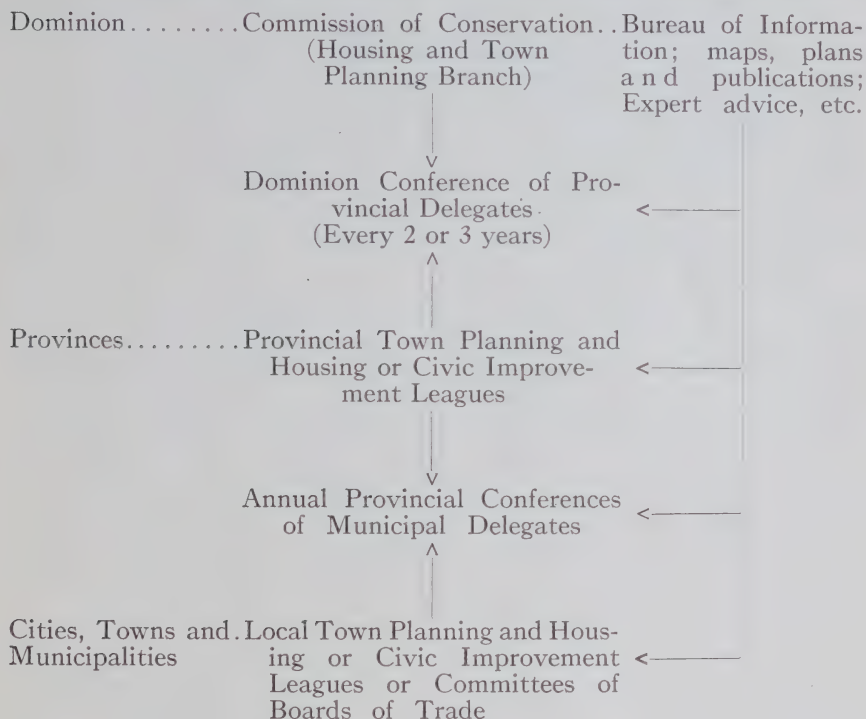 Dominion........Commission of Conservation..Bureau of Informa-
(Housing and Town tion; maps, plans
Planning Branch) and publications;
Expert advice, etc.
Dominion Conference of Pro-
vincial Delegates
(Every 2 or 3 years)
Provinces.........Provincial Town Planning and
Housing or Civic Improve-
ment Leagues
Annual Provincial Conferences
of Municipal Delegates
Cities, Towns and.Local Town Planning and Hous-
Municipalities ing or Civic Improvement
Leagues or Committees of
Boards of Trade